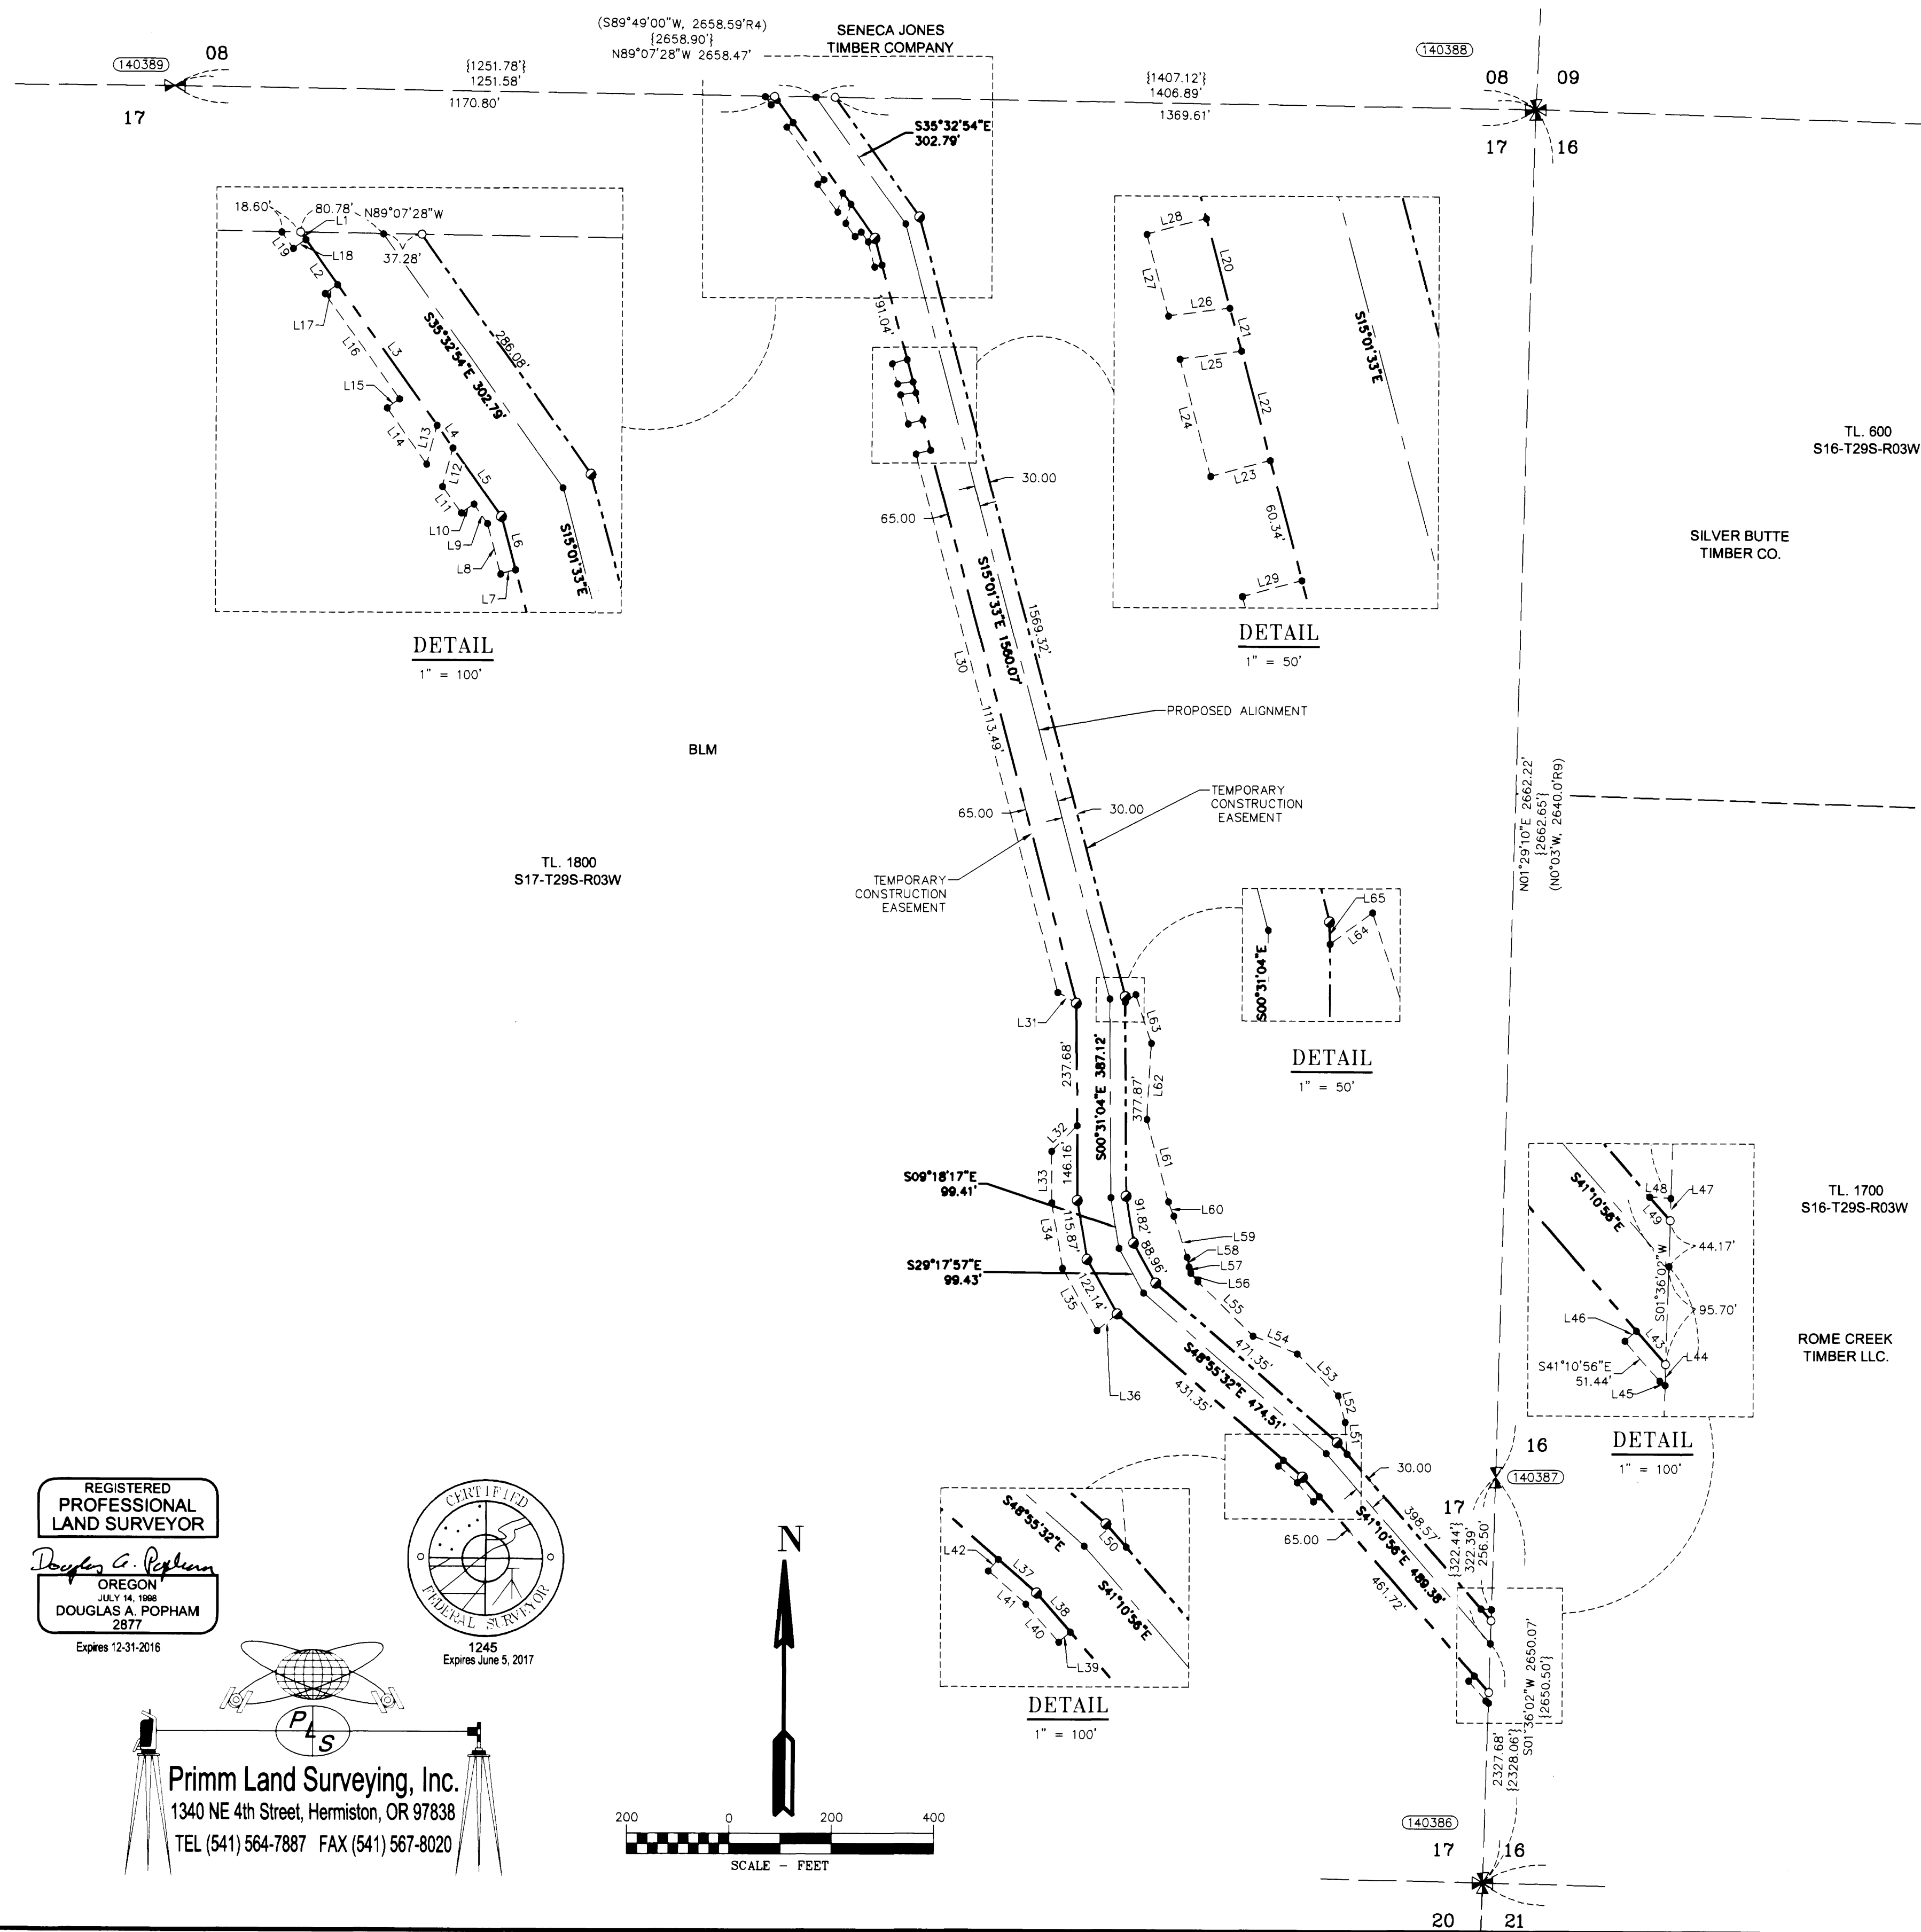 (S89°49'00"W, 2658.59'R4)
{2658.90'}
N89°07'28"W 2658.47'
SENECA JONES
TIMBER COMPANY
140389
08
17
{1251.78'}
1251.58'
1170.80'
{1407.12'}
1406.89'
1369.61'
140388
08 09
17 16
S35°32'54"E
302.79'
191.04'
18.60'
80.78'
N89°07'28"W
37.28'
L1
L18
L19
L2
L17
L16
L3
S35°32'54"E 302.79'
286.08'
L15
L14
L13
L4
L12
L5
L11
L10
L9
L6
L8
L7
S15°01'33"E
DETAIL
1" = 100'
L28
L20
L27
L26
L21
L25
L22
L24
L23
60.34'
L29
S15°01'33"E
DETAIL
1" = 50'
TL. 600
S16-T29S-R03W
SILVER BUTTE
TIMBER CO.
30.00
65.00
S15°01'33"E 1560.07'
1569.32'
L30
1113.49'
PROPOSED ALIGNMENT
BLM
TEMPORARY
CONSTRUCTION
EASEMENT
30.00
65.00
TL. 1800
S17-T29S-R03W
TEMPORARY
CONSTRUCTION
EASEMENT
N01°29'10"E 2662.22'
{2662.65'}
(N0°03'W, 2640.0'R9)
L65
L64
S00°31'04"E
DETAIL
1" = 50'
L31
L63
237.68'
S00°31'04"E 387.12'
377.87'
L62
L32
146.16'
L33
L61
S09°18'17"E
99.41'
L60
L34
115.87'
91.82'
88.96'
L59
L58
L57
L56
S29°17'57"E
99.43'
L35
122.14'
L55
L54
L53
L36
471.35'
S48°55'32"E 474.51'
431.35'
L52
L51
30.00
S41°10'56"E
L48
L47
L49
44.17'
S01°36'02"W
95.70'
L46
L43
L44
S41°10'56"E
51.44'
L45
DETAIL
1" = 100'
TL. 1700
S16-T29S-R03W
ROME CREEK
TIMBER LLC.
16
140387
17
398.57'
S41°10'56"E 489.38'
65.00
461.72'
{322.44'}
322.39'
256.50'
S48°55'32"E
L50
L42
L37
L41
L38
L40
S41°10'56"E
L39
DETAIL
1" = 100'
S01°36'02"W 2650.07'
{2650.50'}
2327.68'
{2328.06'}
140386
17 16
20 21
REGISTERED
PROFESSIONAL
LAND SURVEYOR
Douglas A. Popham
OREGON
JULY 14, 1998
DOUGLAS A. POPHAM
2877
Expires 12-31-2016
CERTIFIED
FEDERAL SURVEYOR
1245
Expires June 5, 2017
PLS
Primm Land Surveying, Inc.
1340 NE 4th Street, Hermiston, OR 97838
TEL (541) 564-7887 FAX (541) 567-8020
N
200 0 200 400
SCALE - FEET